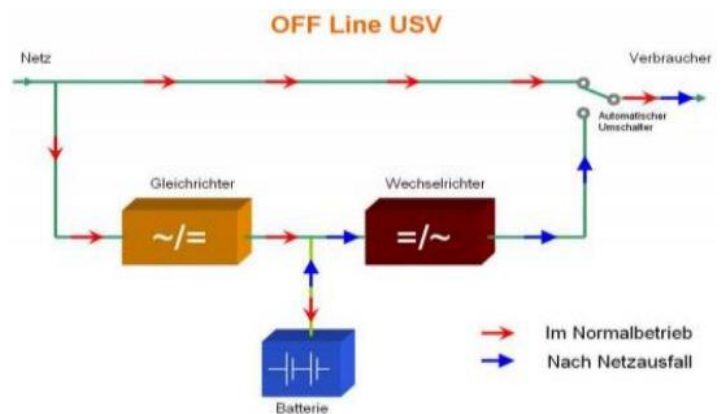 OFF Line USV
Netz
Verbraucher
Automatischer
Umschalter
Gleichrichter
Wechselrichter
~/=
=/~
Im Normalbetrieb
Nach Netzausfall
Batterie